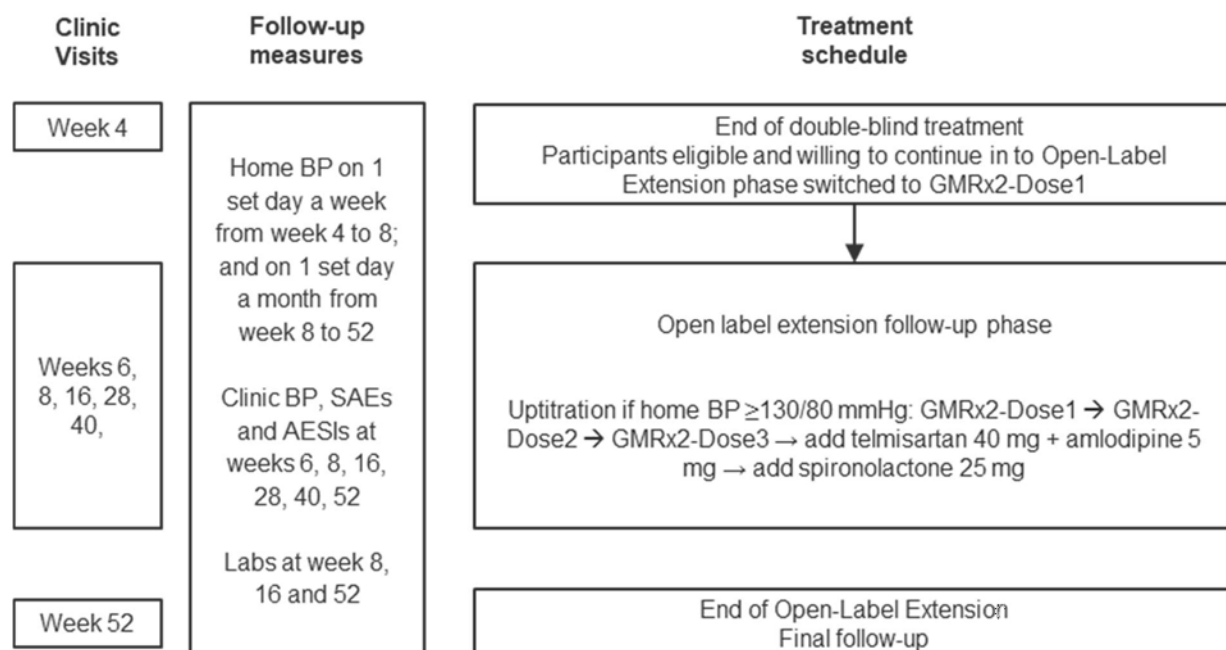 Clinic
Visits
Follow-up
measures
Treatment
schedule
Week 4
Weeks 6,
8, 16, 28,
40,
Week 52
Home BP on 1
set day a week
from week 4 to 8;
and on 1 set day
a month from
week 8 to 52
Clinic BP, SAEs
and AESIs at
weeks 6, 8, 16,
28, 40, 52
Labs at week 8,
16 and 52
End of double-blind treatment
Participants eligible and willing to continue in to Open-Label
Extension phase switched to GMRx2-Dose1
Open label extension follow-up phase
Uptitration if home BP ≥130/80 mmHg: GMRx2-Dose1 → GMRx2-
Dose2 → GMRx2-Dose3 → add telmisartan 40 mg + amlodipine 5
mg → add spironolactone 25 mg
End of Open-Label Extension
Final follow-up